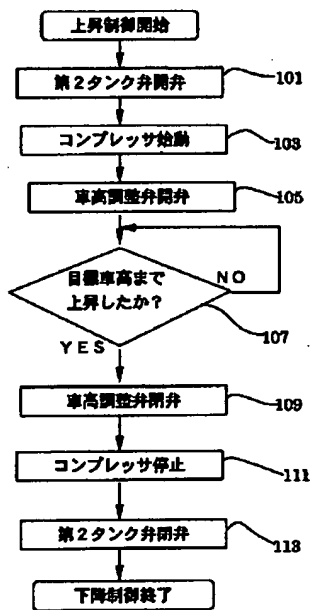 上昇制御開始
第2タンク弁開弁
101
コンプレッサ始動
103
車高調整弁開弁
105
目標車高まで
上昇したか？
NO
107
YES
車高調整弁閉弁
109
コンプレッサ停止
111
第2タンク弁閉弁
113
下降制御終了